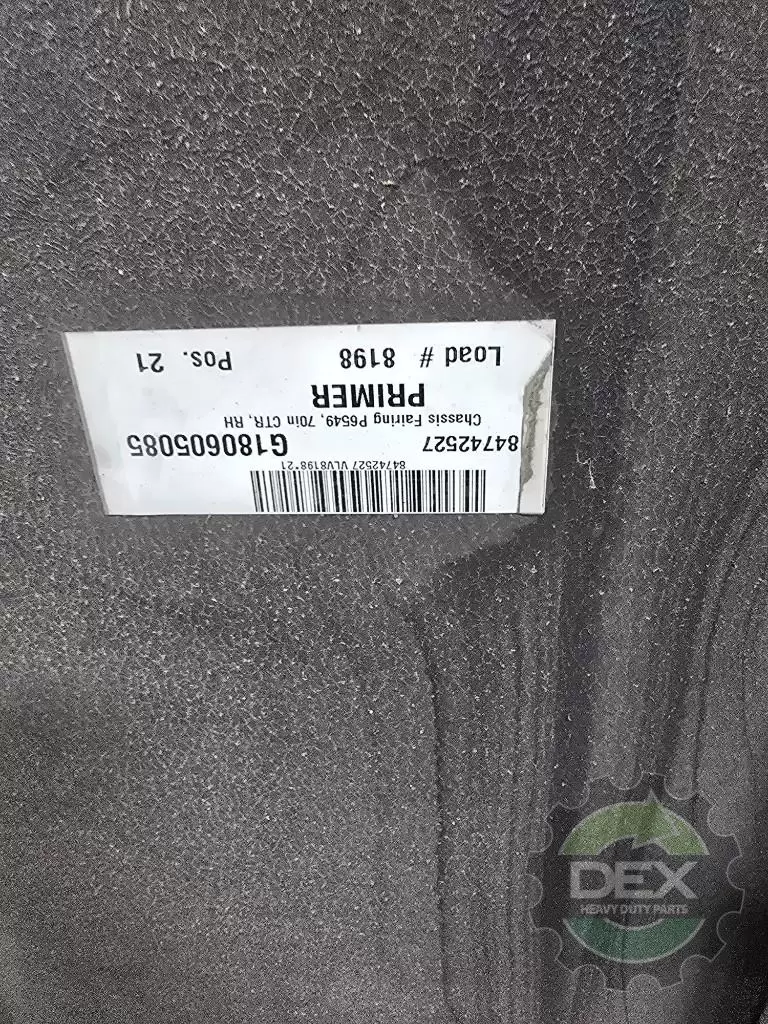 84742527 VLV8198*21
84742527 G180605085
Chassis Fairing P6549, 70in CTR, RH
PRIMER
Load # 8198 Pos. 21
DEX
HEAVY DUTY PARTS